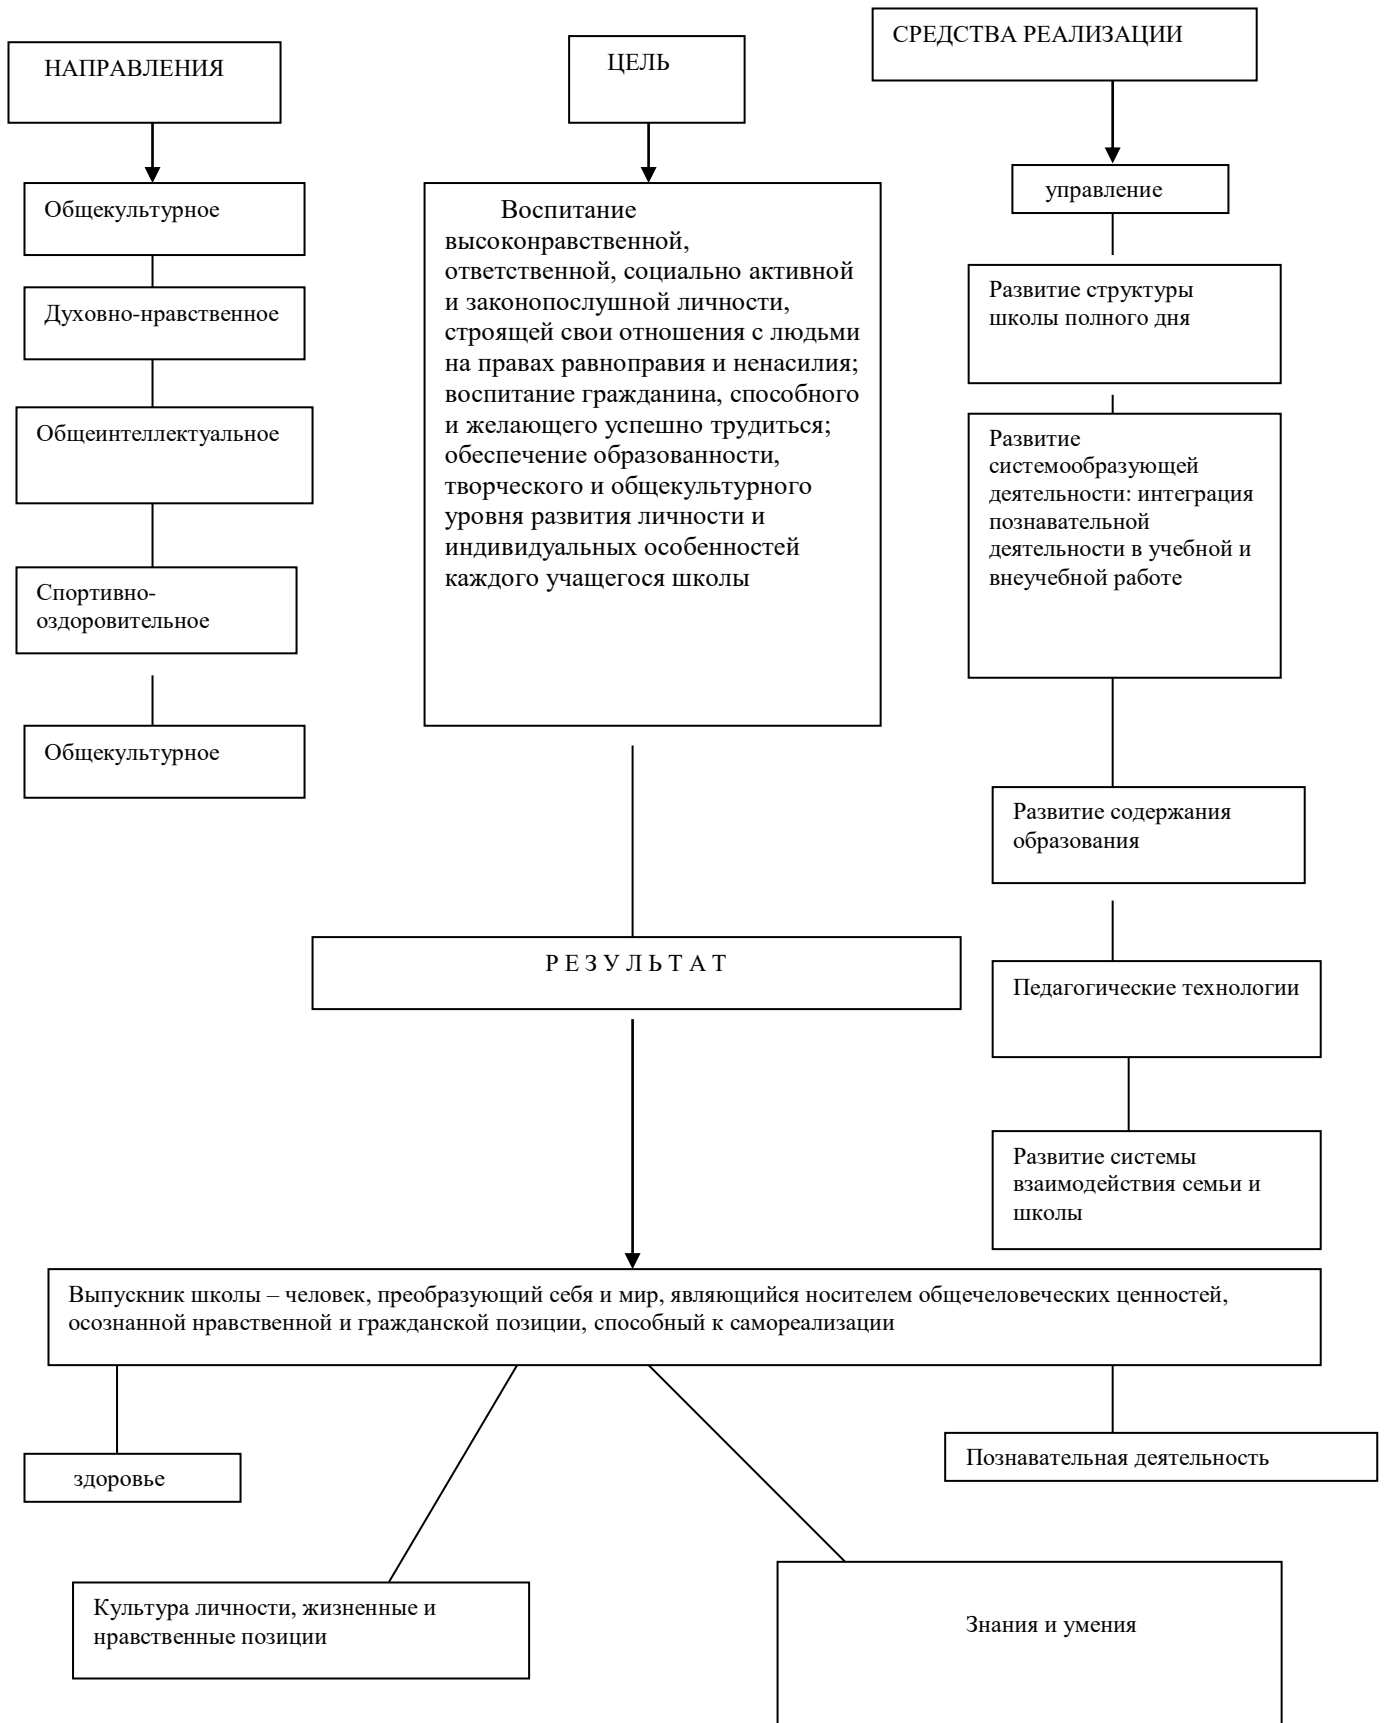 НАПРАВЛЕНИЯ
Общекультурное
Духовно-нравственное
Общеинтеллектуальное
Спортивно-
оздоровительное
Общекультурное
ЦЕЛЬ
Воспитание
высоконравственной,
ответственной, социально активной
и законопослушной личности,
строящей свои отношения с людьми
на правах равноправия и ненасилия;
воспитание гражданина, способного
и желающего успешно трудиться;
обеспечение образованности,
творческого и общекультурного
уровня развития личности и
индивидуальных особенностей
каждого учащегося школы
СРЕДСТВА РЕАЛИЗАЦИИ
управление
Развитие структуры
школы полного дня
Развитие
системообразующей
деятельности: интеграция
познавательной
деятельности в учебной и
внеучебной работе
Развитие содержания
образования
Педагогические технологии
Развитие системы
взаимодействия семьи и
школы
Р Е З У Л Ь Т А Т
Выпускник школы – человек, преобразующий себя и мир, являющийся носителем общечеловеческих ценностей,
осознанной нравственной и гражданской позиции, способный к самореализации
здоровье
Познавательная деятельность
Культура личности, жизненные и
нравственные позиции
Знания и умения